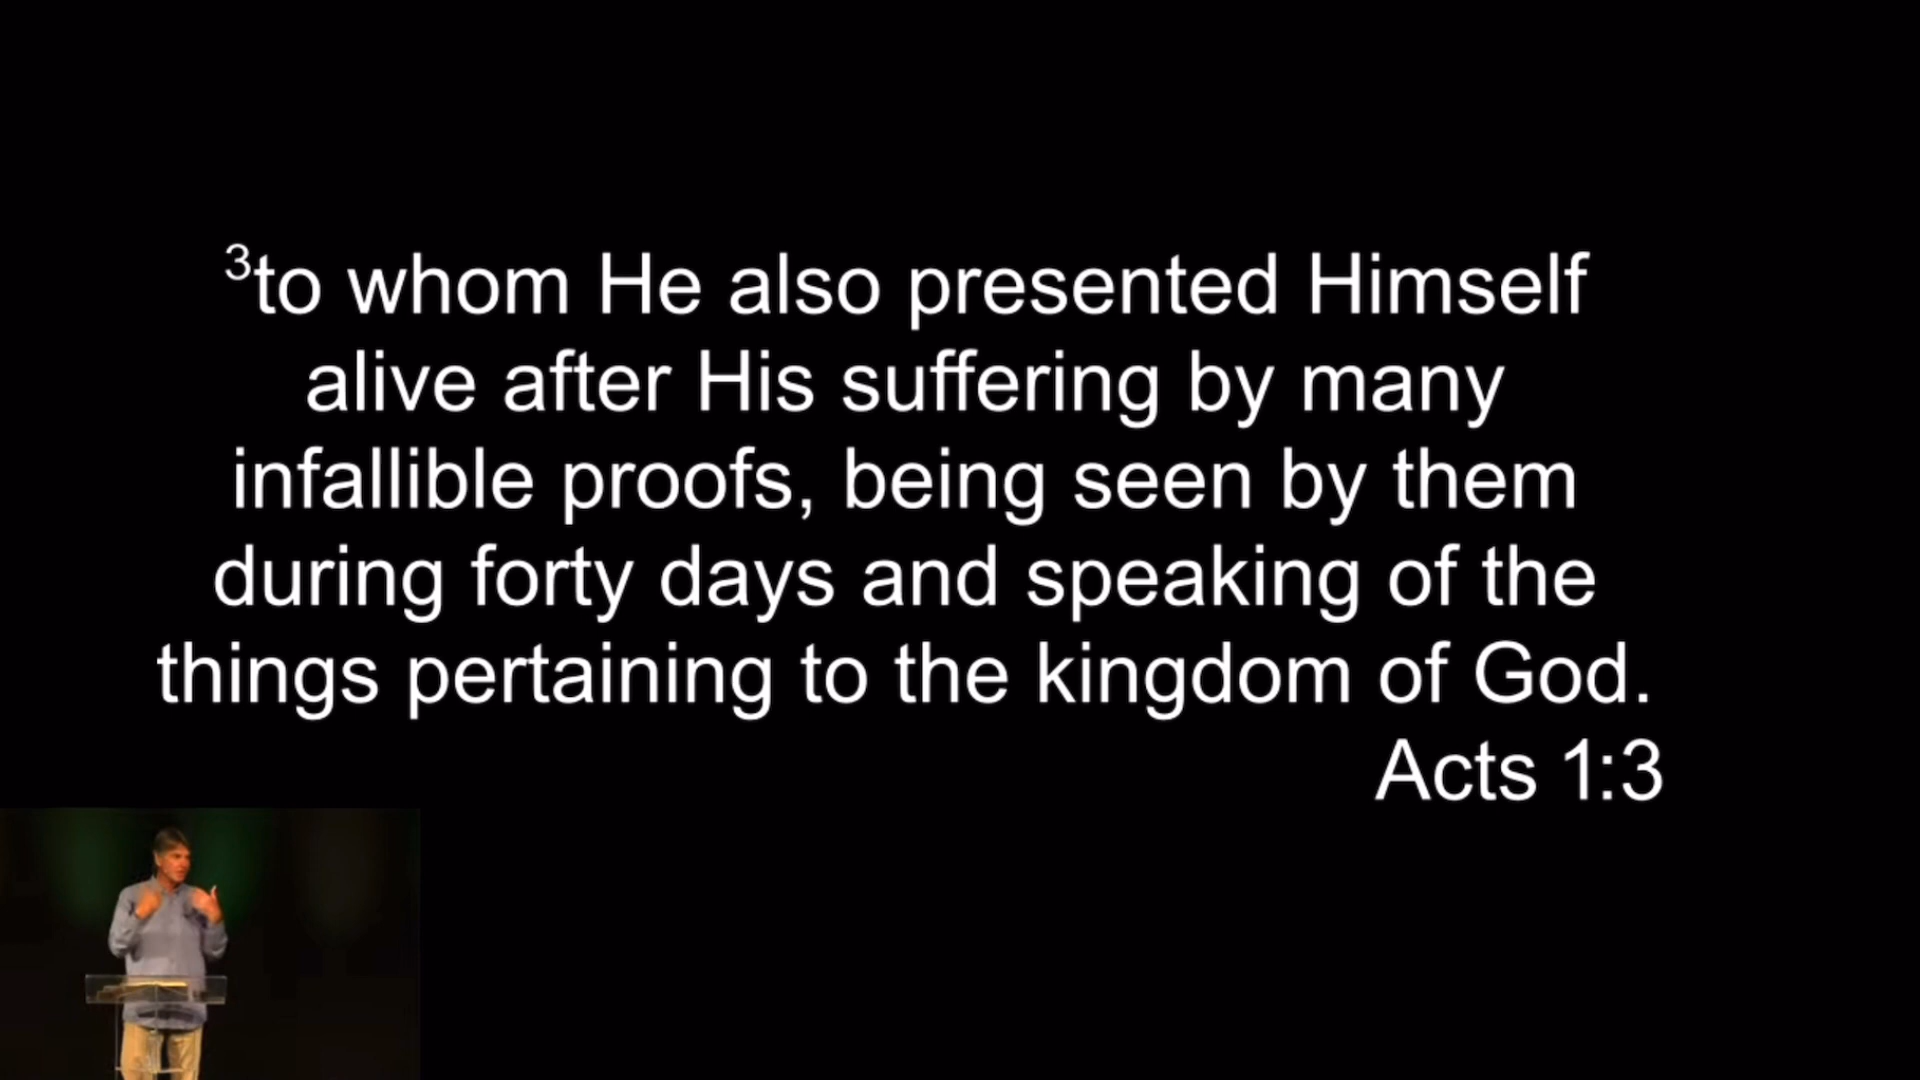 ³to whom He also presented Himself
alive after His suffering by many
infallible proofs, being seen by them
during forty days and speaking of the
things pertaining to the kingdom of God.
Acts 1:3